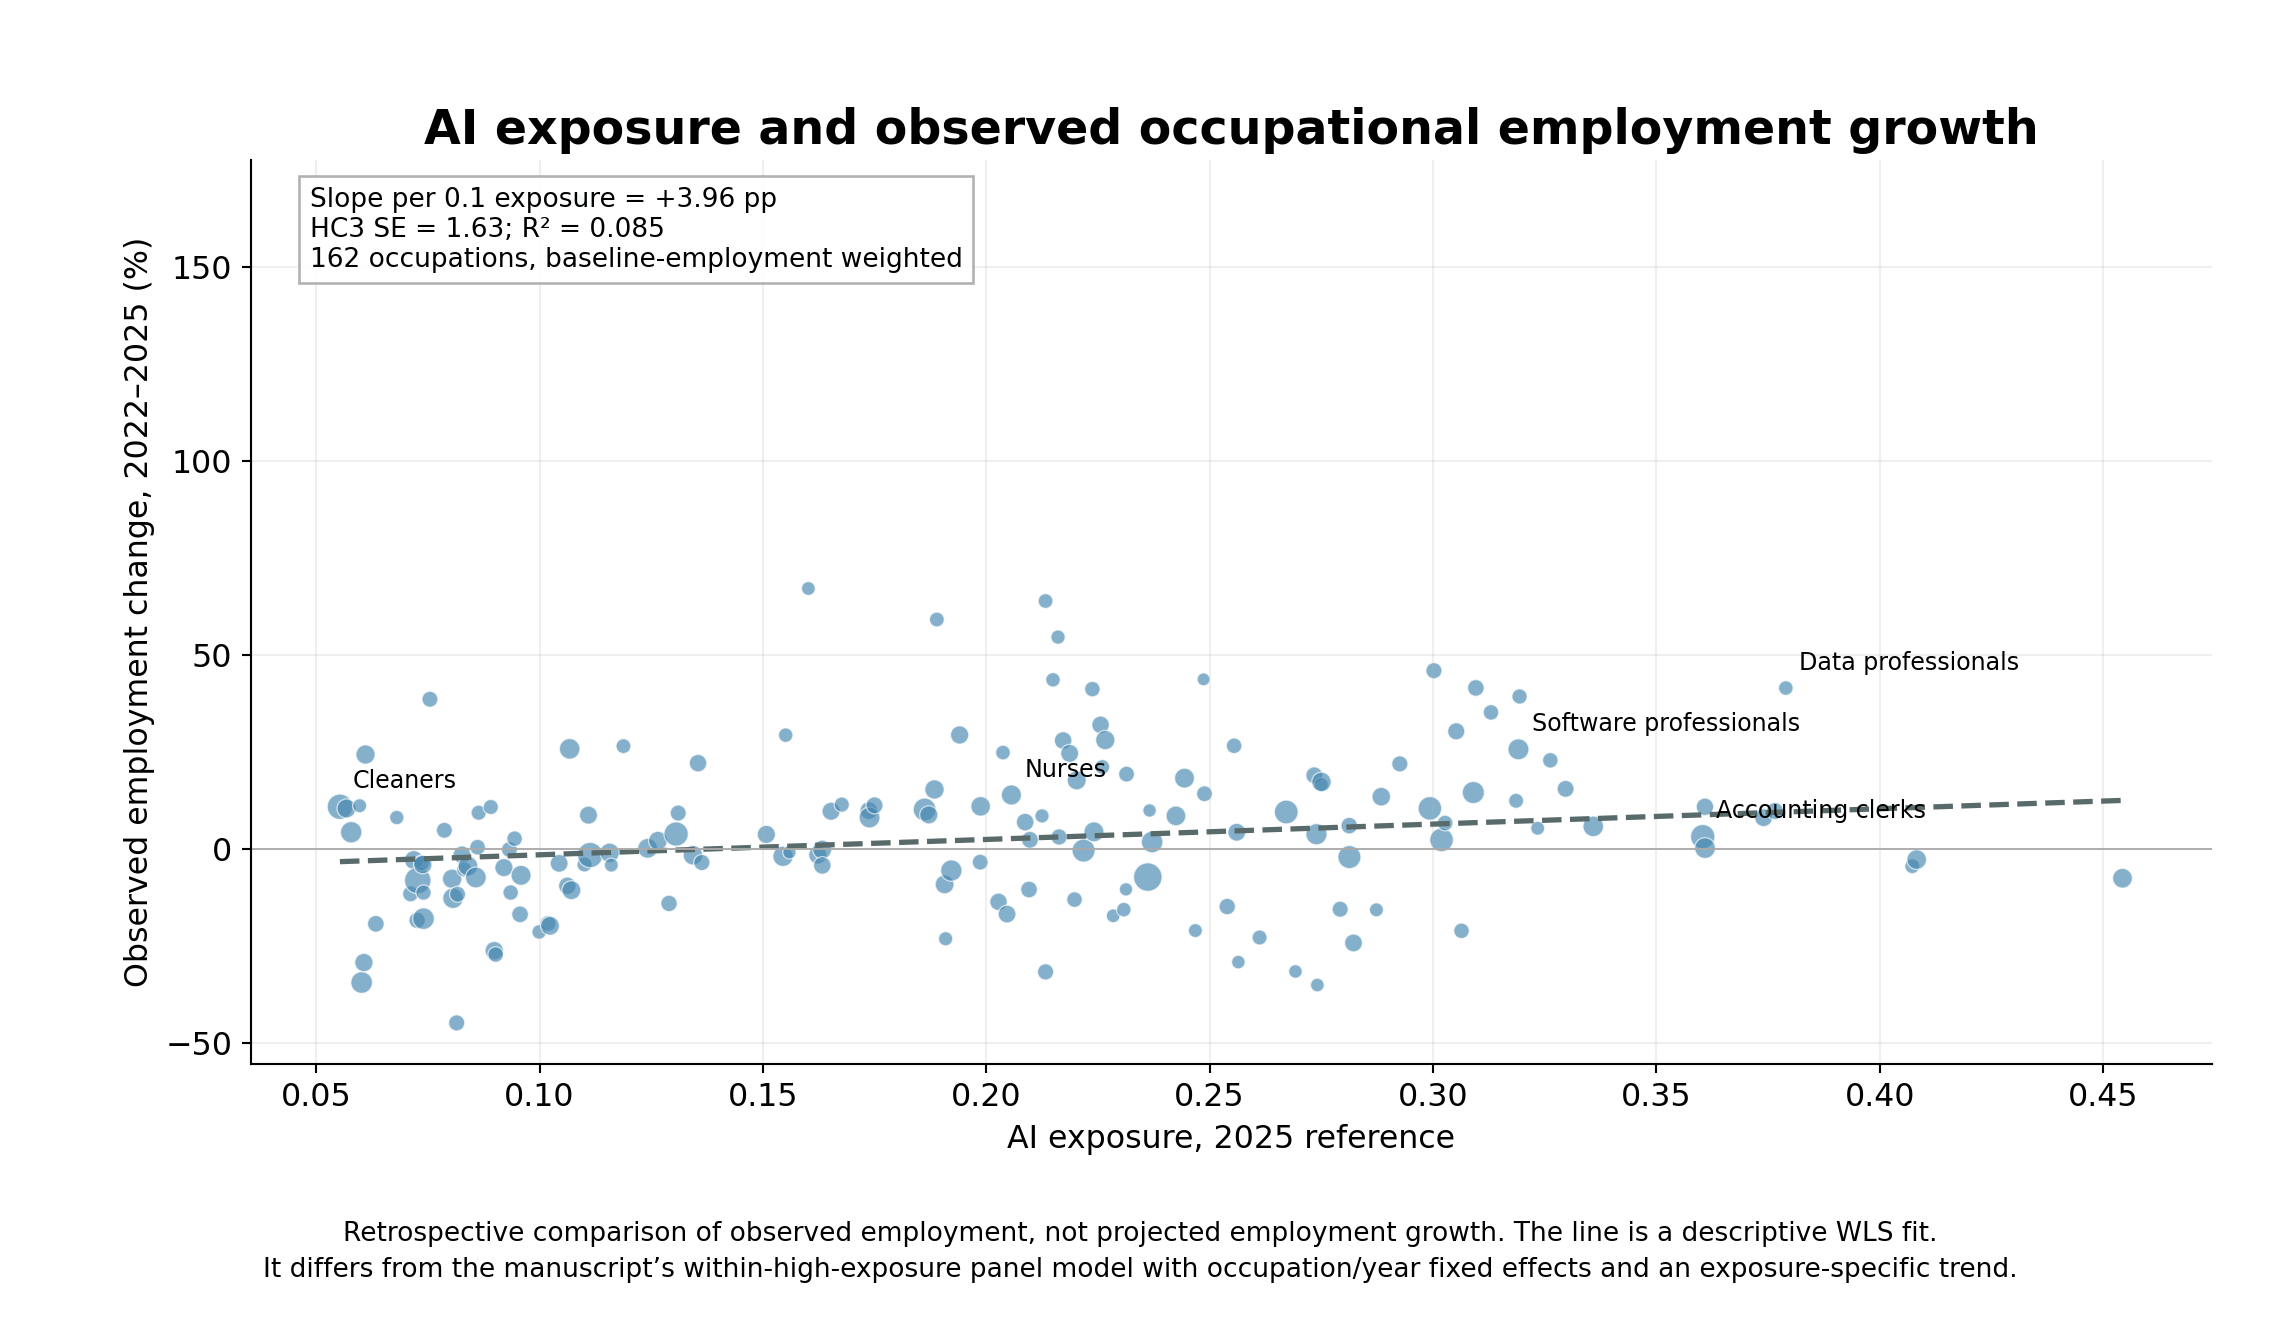 AI exposure and observed occupational employment growth
Slope per 0.1 exposure = +3.96 pp
HC3 SE = 1.63; R² = 0.085
162 occupations, baseline-employment weighted
Observed employment change, 2022–2025 (%)
150
100
50
0
−50
Data professionals
Software professionals
Nurses
Cleaners
Accounting clerks
0.05 0.10 0.15 0.20 0.25 0.30 0.35 0.40 0.45
AI exposure, 2025 reference
Retrospective comparison of observed employment, not projected employment growth. The line is a descriptive WLS fit.
It differs from the manuscript’s within-high-exposure panel model with occupation/year fixed effects and an exposure-specific trend.